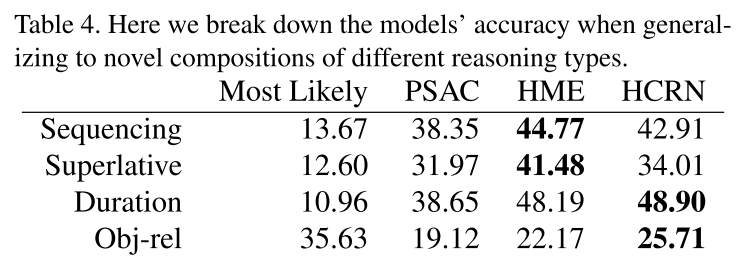 Table 4. Here we break down the models' accuracy when general-
izing to novel compositions of different reasoning types.
Most Likely PSAC HME HCRN
Sequencing 13.67 38.35 44.77 42.91
Superlative 12.60 31.97 41.48 34.01
Duration 10.96 38.65 48.19 48.90
Obj-rel 35.63 19.12 22.17 25.71